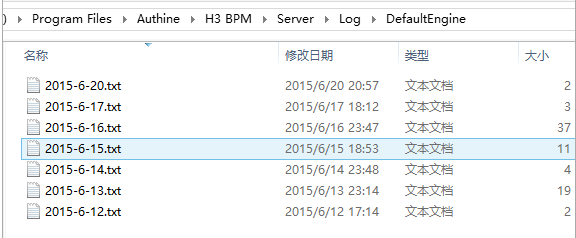 ) Program Files Authine H3 BPM Server Log DefaultEngine
名称 修改日期 类型 大小
2015-6-20.txt 2015/6/20 20:57 文本文档 2
2015-6-17.txt 2015/6/17 18:12 文本文档 3
2015-6-16.txt 2015/6/16 23:47 文本文档 37
2015-6-15.txt 2015/6/15 18:53 文本文档 11
2015-6-14.txt 2015/6/14 23:48 文本文档 4
2015-6-13.txt 2015/6/13 23:14 文本文档 19
2015-6-12.txt 2015/6/12 17:14 文本文档 2